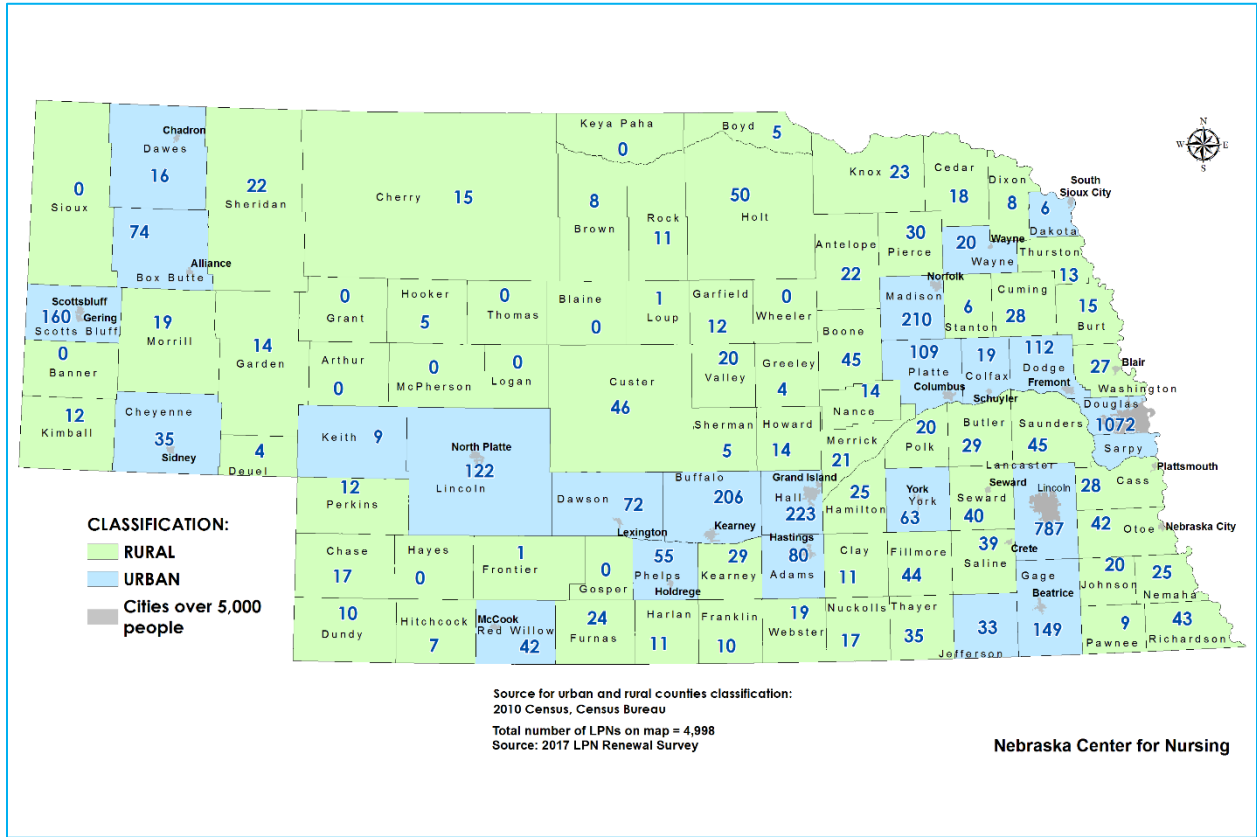 N
W E
S
Chadron
Dawes
16
0
Sioux
22
Sheridan
Cherry 15
Keya Paha
0
Boyd 5
8
Brown
Rock
11
50
Holt
Knox 23
Cedar
18
Dixon
8
South
Sioux City
6
Dakota
74
Box Butte
Alliance
Antelope
22
30
Pierce
20
Wayne
Wayne
Thurston
13
Scottsbluff
160
Gering
Scotts Bluff
19
Morrill
14
Garden
0
Grant
Hooker
5
0
Thomas
Blaine
0
1
Loup
Garfield
12
0
Wheeler
Norfolk
Madison
210
6
Stanton
Cuming
28
15
Burt
0
Banner
Arthur
0
0
McPherson
0
Logan
Custer
46
20
Valley
Greeley
4
Boone
45
109
Platte
Columbus
19
Colfax
Schuyler
112
Dodge
Fremont
27
Blair
Washington
12
Kimball
Cheyenne
35
Sidney
4
Deuel
Keith 9
North Platte
122
Lincoln
Sherman
5
Howard
14
14
Nance
Merrick
21
20
Polk
Butler
29
Saunders
45
Douglas
1072
Sarpy
12
Perkins
Dawson 72
Lexington
Buffalo
206
Kearney
Grand Island
Hall
223
25
Hamilton
York
York
63
Seward
Seward
40
Lancaster
Lincoln
787
28
Cass
Plattsmouth
42
Otoe
Nebraska City
Chase
17
Hayes
0
1
Frontier
0
Gosper
55
Phelps
Holdrege
29
Kearney
Hastings
80
Adams
Clay
11
Fillmore
44
39
Crete
Saline
Gage
Beatrice
149
20
Johnson
25
Nemaha
10
Dundy
Hitchcock
7
McCook
Red Willow
42
24
Furnas
Harlan
11
Franklin
10
19
Webster
Nuckolls
17
Thayer
35
33
Jefferson
9
Pawnee
43
Richardson
CLASSIFICATION:
RURAL
URBAN
Cities over 5,000
people
Source for urban and rural counties classification:
2010 Census, Census Bureau
Total number of LPNs on map = 4,998
Source: 2017 LPN Renewal Survey
Nebraska Center for Nursing